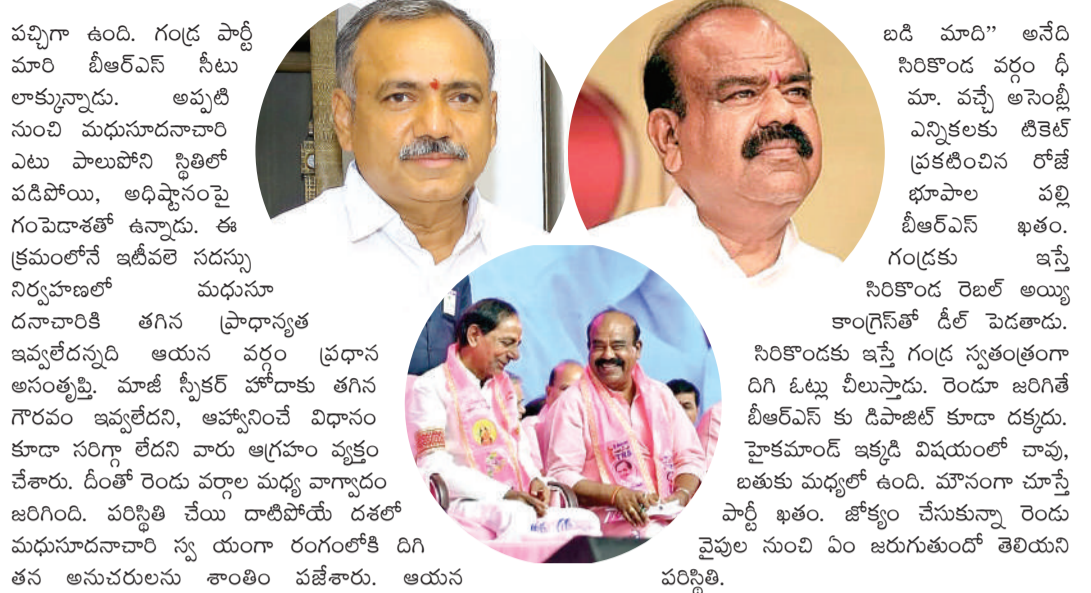 పచ్చిగా ఉంది. గండ్ర పార్టీ
మారి బీఆర్ఎస్ సీటు
లాక్కున్నాడు. అప్పటి
నుంచి మధుసూదనాచారి
ఎటు పాలుపోని స్థితిలో
పడిపోయి, అధిష్టానంపై
గంపెడాశతో ఉన్నాడు. ఈ
క్రమంలోనే ఇటీవలె సదస్సు
నిర్వహణలో మధుసూ
దనాచారికి తగిన ప్రాధాన్యత
ఇవ్వలేదన్నది ఆయన వర్గం ప్రధాన
అసంతృప్తి. మాజీ స్పీకర్ హోదాకు తగిన
గౌరవం ఇవ్వలేదని, ఆహ్వానించే విధానం
కూడా సరిగ్గా లేదని వారు ఆగ్రహం వ్యక్తం
చేశారు. దీంతో రెండు వర్గాల మధ్య వాగ్వాదం
జరిగింది. పరిస్థితి చేయి దాటిపోయే దశలో
మధుసూదనాచారి స్వ యంగా రంగంలోకి దిగి
తన అనుచరులను శాంతిం పజేశారు. ఆయన
బడి మాది” అనేది
సిరికొండ వర్గం ధీ
మా. వచ్చే అసెంబ్లీ
ఎన్నికలకు టికెట్
ప్రకటించిన రోజే
భూపాల పల్లి
బీఆర్ఎస్ ఖతం.
గండ్రకు ఇస్తే
సిరికొండ రెబల్ అయ్యి
కాంగ్రెస్‌తో డీల్ పెడతాడు.
సిరికొండకు ఇస్తే గండ్ర స్వతంత్రంగా
దిగి ఓట్లు చీలుస్తాడు. రెండూ జరిగితే
బీఆర్ఎస్ కు డిపాజిట్ కూడా దక్కదు.
హైకమాండ్ ఇక్కడి విషయంలో చావు,
బతుకు మధ్యలో ఉంది. మౌనంగా చూస్తే
పార్టీ ఖతం. జోక్యం చేసుకున్నా రెండు
వైపుల నుంచి ఏం జరుగుతుందో తెలియని
పరిస్థితి.